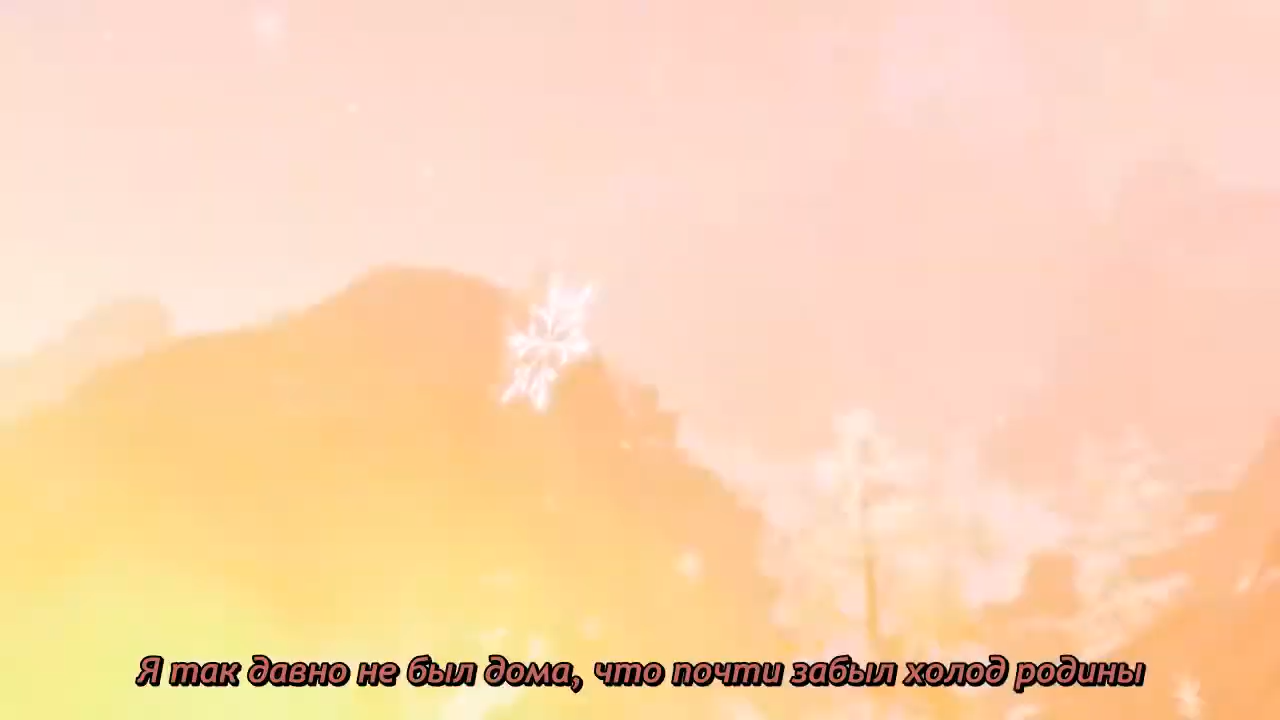 Я так давно не был дома, что почти забыл холод родины